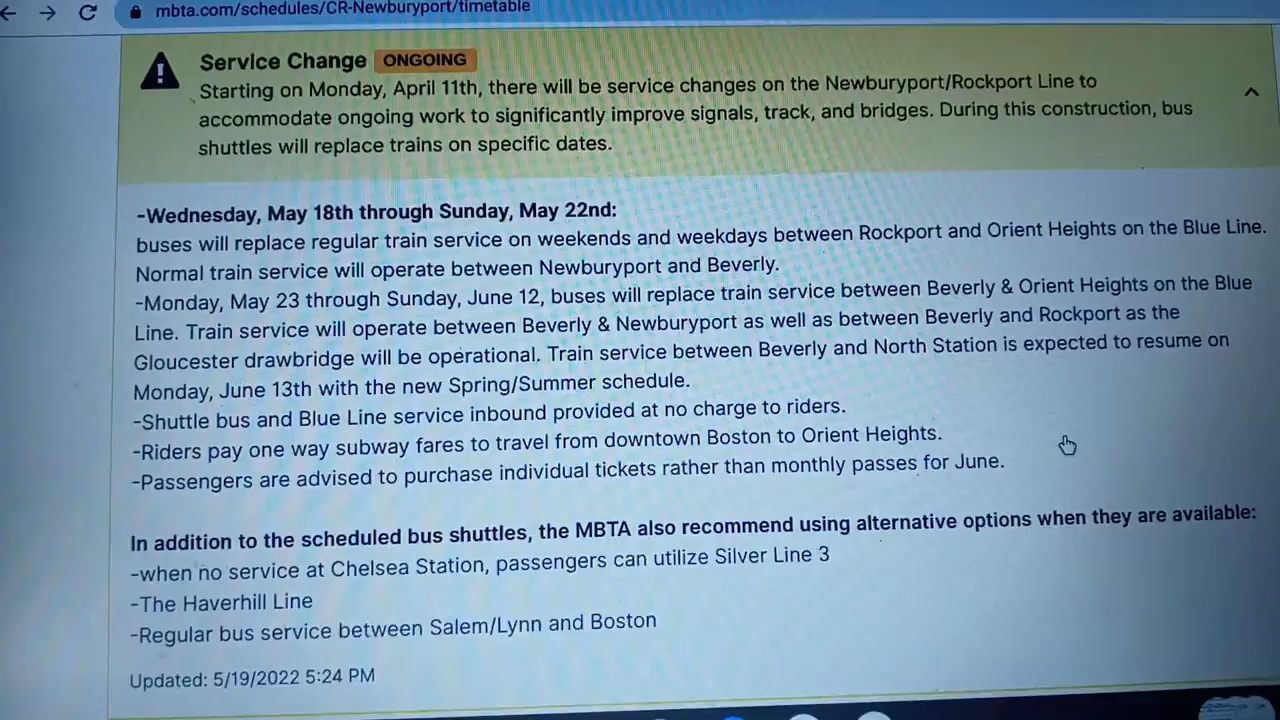 mbta.com/schedules/CR-Newburyport/timetable
Service Change ONGOING
Starting on Monday, April 11th, there will be service changes on the Newburyport/Rockport Line to
accommodate ongoing work to significantly improve signals, track, and bridges. During this construction, bus
shuttles will replace trains on specific dates.
-Wednesday, May 18th through Sunday, May 22nd:
buses will replace regular train service on weekends and weekdays between Rockport and Orient Heights on the Blue Line.
Normal train service will operate between Newburyport and Beverly.
-Monday, May 23 through Sunday, June 12, buses will replace train service between Beverly & Orient Heights on the Blue
Line. Train service will operate between Beverly & Newburyport as well as between Beverly and Rockport as the
Gloucester drawbridge will be operational. Train service between Beverly and North Station is expected to resume on
Monday, June 13th with the new Spring/Summer schedule.
-Shuttle bus and Blue Line service inbound provided at no charge to riders.
-Riders pay one way subway fares to travel from downtown Boston to Orient Heights.
-Passengers are advised to purchase individual tickets rather than monthly passes for June.
In addition to the scheduled bus shuttles, the MBTA also recommend using alternative options when they are available:
-when no service at Chelsea Station, passengers can utilize Silver Line 3
-The Haverhill Line
-Regular bus service between Salem/Lynn and Boston
Updated: 5/19/2022 5:24 PM